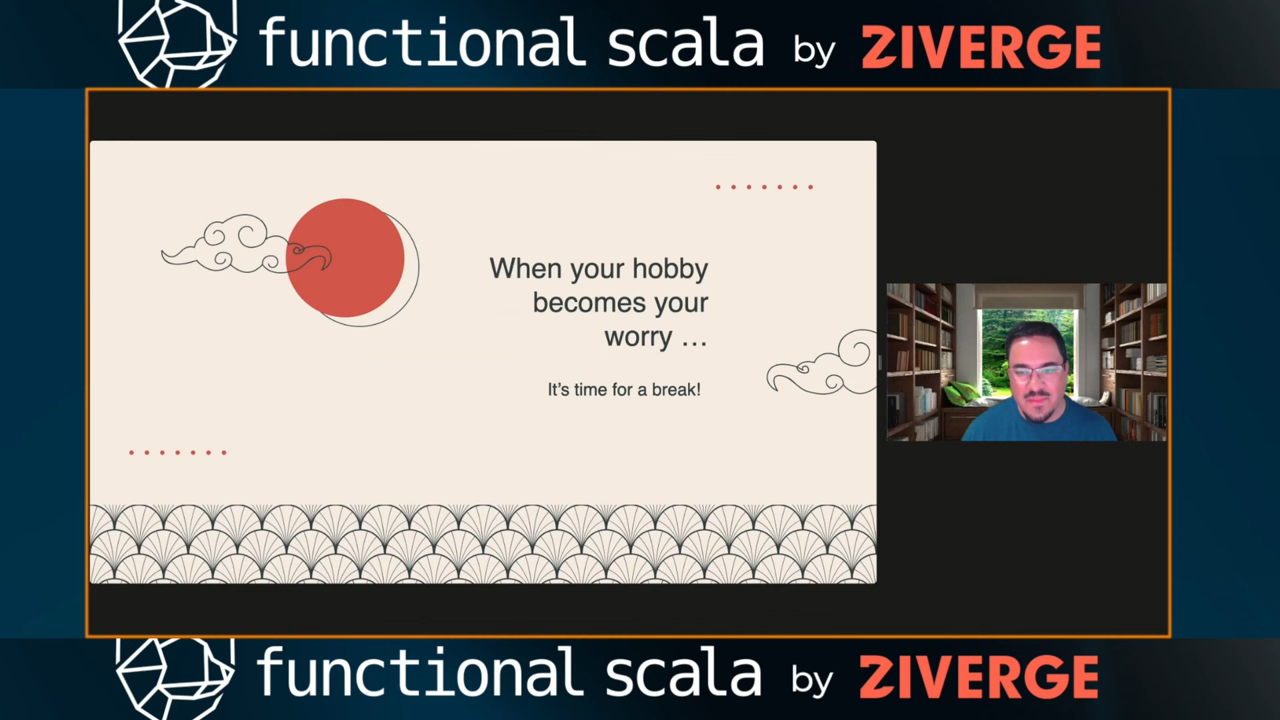 functional scala by ZIVERGE
When your hobby
becomes your
worry …
It's time for a break!
functional scala by ZIVERGE